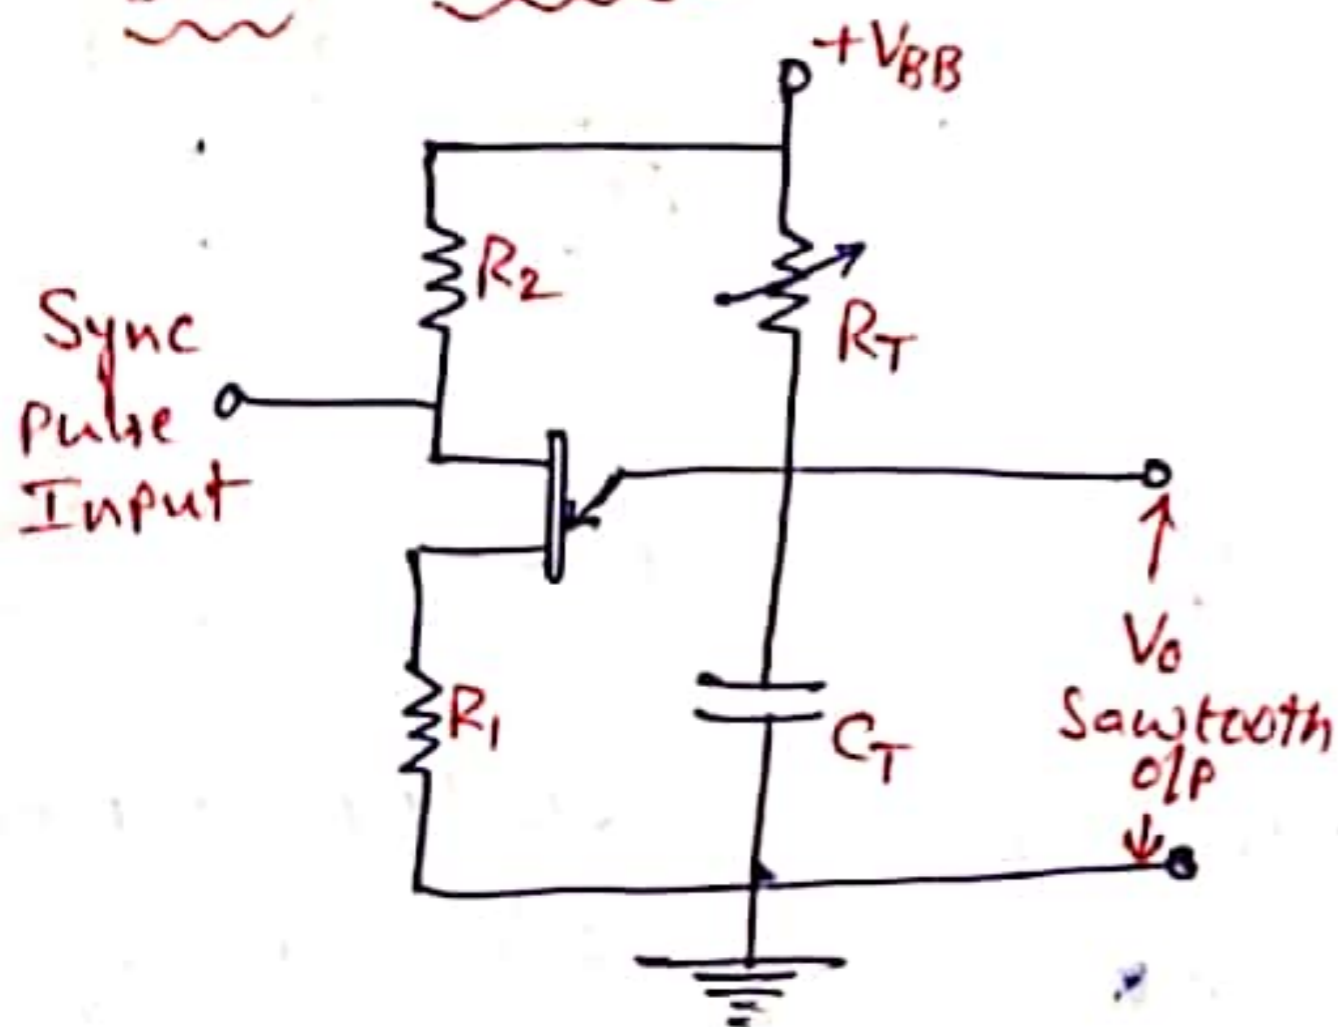 +VBB
R2
RT
Sync
Pulse
Input
R1
CT
Vo
Sawtooth
o/p